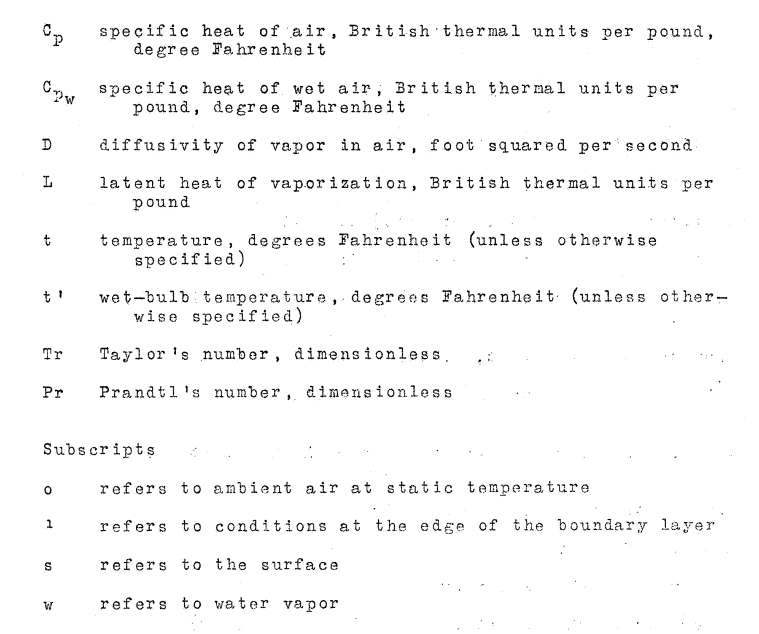 Cp specific heat of air, British thermal units per pound,
degree Fahrenheit
Cpw specific heat of wet air, British thermal units per
pound, degree Fahrenheit
D diffusivity of vapor in air, foot squared per second
L latent heat of vaporization, British thermal units per
pound
t temperature, degrees Fahrenheit (unless otherwise
specified)
t' wet-bulb temperature, degrees Fahrenheit (unless other-
wise specified)
Tr Taylor's number, dimensionless
Pr Prandtl's number, dimensionless
Subscripts
o refers to ambient air at static temperature
1 refers to conditions at the edge of the boundary layer
s refers to the surface
w refers to water vapor